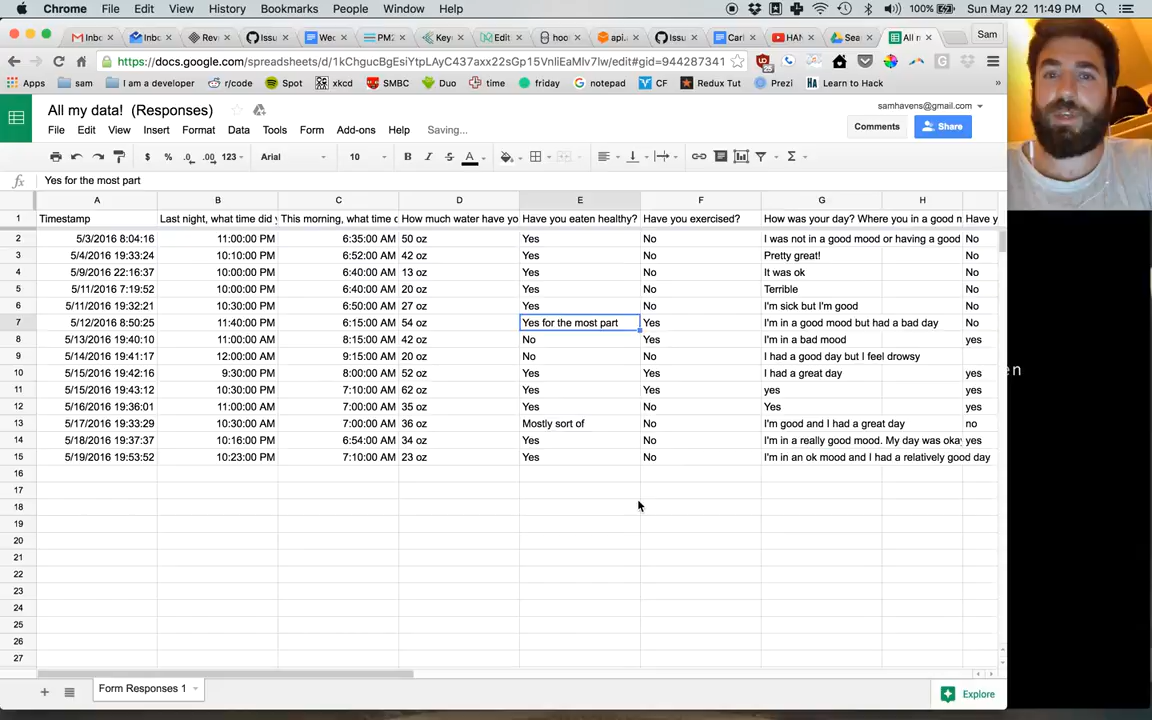 Chrome File Edit View History Bookmarks People Window Help 100% Sun May 22 11:49 PM
Inbo Inbo Rev Issu Wed PM2 Key Edit hoo api. Issu Carl HAN Sea All n Sam
https://docs.google.com/spreadsheets/d/1kChgucBgEsiYtpLAyC437axx22sGp15VnliEaMlv7lw/edit#gid=944287341
Apps sam I am a developer r/code Spot xkcd SMBC Duo time friday notepad CF Redux Tut Prezi Learn to Hack
All my data! (Responses)
samhavens@gmail.com
File Edit View Insert Format Data Tools Form Add-ons Help Saving... Comments Share
$ % .0 .00 123 Arial 10 B I S A Σ
fx Yes for the most part
A B C D E F G H
1 Timestamp Last night, what time did This morning, what time How much water have yo Have you eaten healthy? Have you exercised? How was your day? Where you in a good m Have y
2 5/3/2016 8:04:16 11:00:00 PM 6:35:00 AM 50 oz Yes No I was not in a good mood or having a good No
3 5/4/2016 19:33:24 10:10:00 PM 6:52:00 AM 42 oz Yes No Pretty great! No
4 5/9/2016 22:16:37 10:00:00 PM 6:40:00 AM 13 oz Yes No It was ok No
5 5/11/2016 7:19:52 10:00:00 PM 6:40:00 AM 20 oz Yes No Terrible No
6 5/11/2016 19:32:21 10:30:00 PM 6:50:00 AM 27 oz Yes No I'm sick but I'm good No
7 5/12/2016 8:50:25 11:40:00 PM 6:15:00 AM 54 oz Yes for the most part Yes I'm in a good mood but had a bad day No
8 5/13/2016 19:40:10 11:00:00 AM 8:15:00 AM 42 oz No Yes I'm in a bad mood yes
9 5/14/2016 19:41:17 12:00:00 AM 9:15:00 AM 20 oz No No I had a good day but I feel drowsy
10 5/15/2016 19:42:16 9:30:00 PM 8:00:00 AM 52 oz Yes Yes I had a great day yes
11 5/15/2016 19:43:12 10:30:00 PM 7:10:00 AM 62 oz Yes Yes yes yes
12 5/16/2016 19:36:01 11:00:00 AM 7:00:00 AM 35 oz Yes No Yes yes
13 5/17/2016 19:33:29 10:30:00 AM 7:00:00 AM 36 oz Mostly sort of No I'm good and I had a great day no
14 5/18/2016 19:37:37 10:16:00 PM 6:54:00 AM 34 oz Yes No I'm in a really good mood. My day was okay yes
15 5/19/2016 19:53:52 10:23:00 PM 7:10:00 AM 23 oz Yes No I'm in an ok mood and I had a relatively good day
16
17
18
19
20
21
22
23
24
25
26
27
Form Responses 1 Explore
en